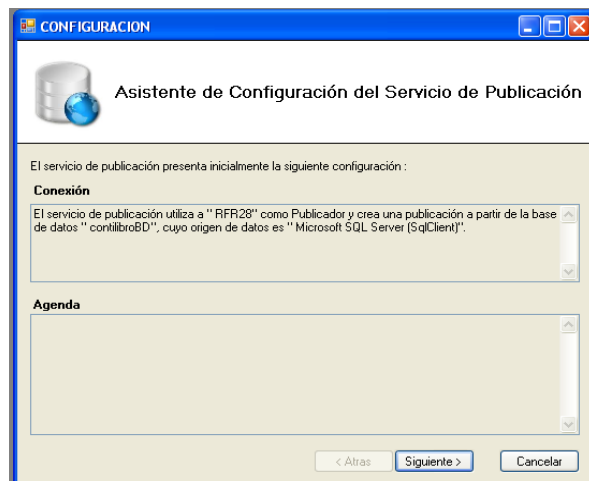 CONFIGURACION
Asistente de Configuración del Servicio de Publicación
El servicio de publicación presenta inicialmente la siguiente configuración :
Conexión
El servicio de publicación utiliza a " RFR28" como Publicador y crea una publicación a partir de la base
de datos " contilibroBD", cuyo origen de datos es " Microsoft SQL Server (SqlClient)".
Agenda
< Atras
Siguiente >
Cancelar